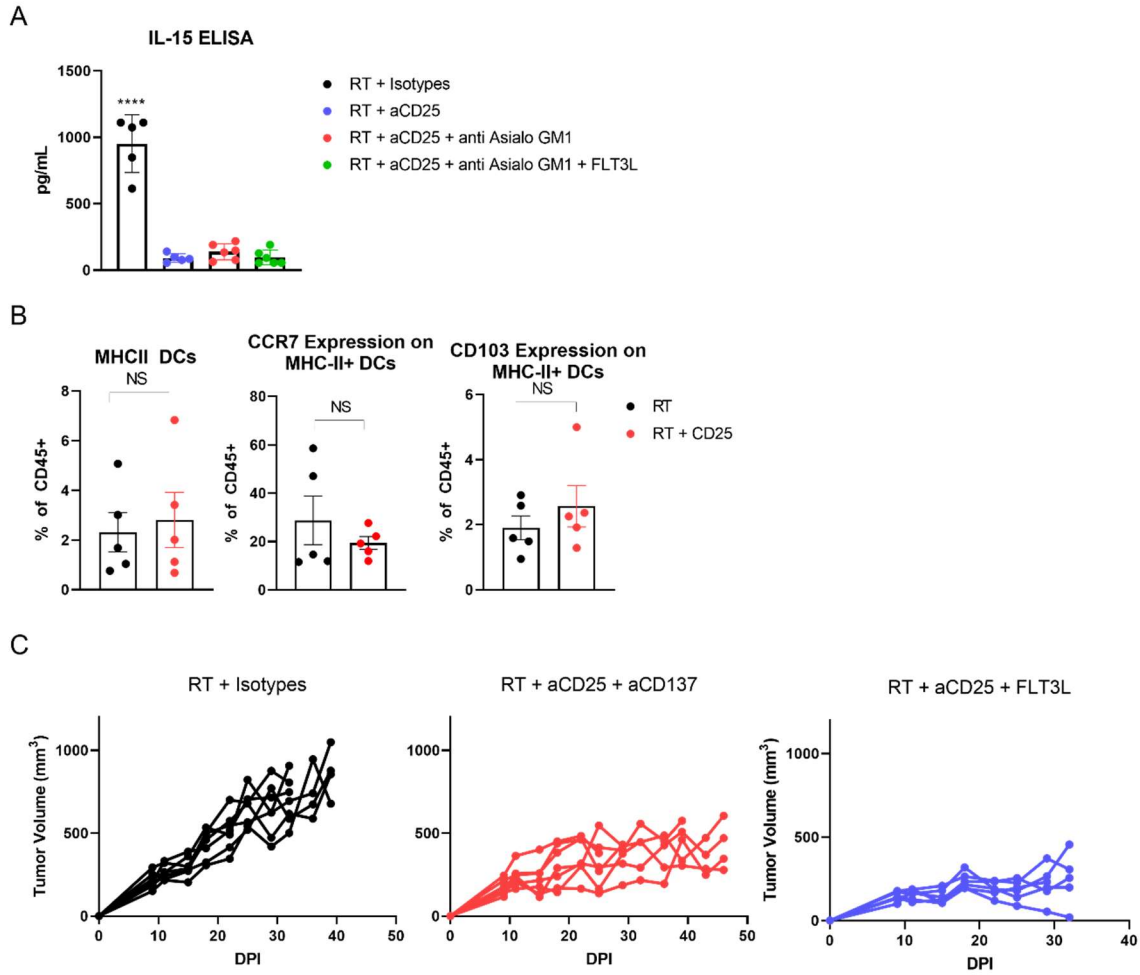 A
IL-15 ELISA
pg/mL
1500
1000
500
0
****
RT + Isotypes
RT + aCD25
RT + aCD25 + anti Asialo GM1
RT + aCD25 + anti Asialo GM1 + FLT3L
B
MHCII DCs
NS
% of CD45+
8
6
4
2
0
CCR7 Expression on
MHC-II+ DCs
NS
% of CD45+
80
60
40
20
0
CD103 Expression on
MHC-II+ DCs
NS
% of CD45+
6
4
2
0
RT
RT + CD25
C
RT + Isotypes
Tumor Volume (mm³)
1000
500
0
0 10 20 30 40 50
DPI
RT + aCD25 + aCD137
1000
500
0
0 10 20 30 40 50
DPI
RT + aCD25 + FLT3L
Tumor Volume (mm³)
1000
500
0
0 10 20 30 40
DPI